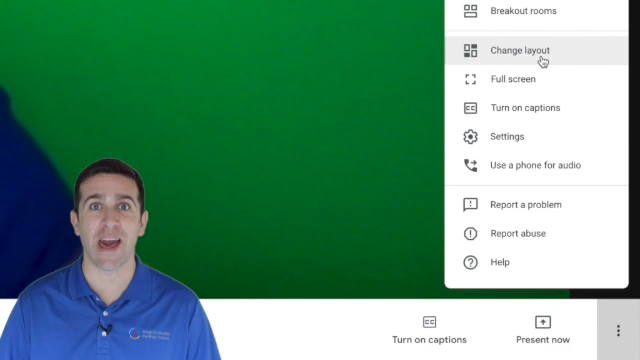 Breakout rooms
Change layout
Full screen
Turn on captions
Settings
Use a phone for audio
Report a problem
Report abuse
Help
Turn on captions
Present now